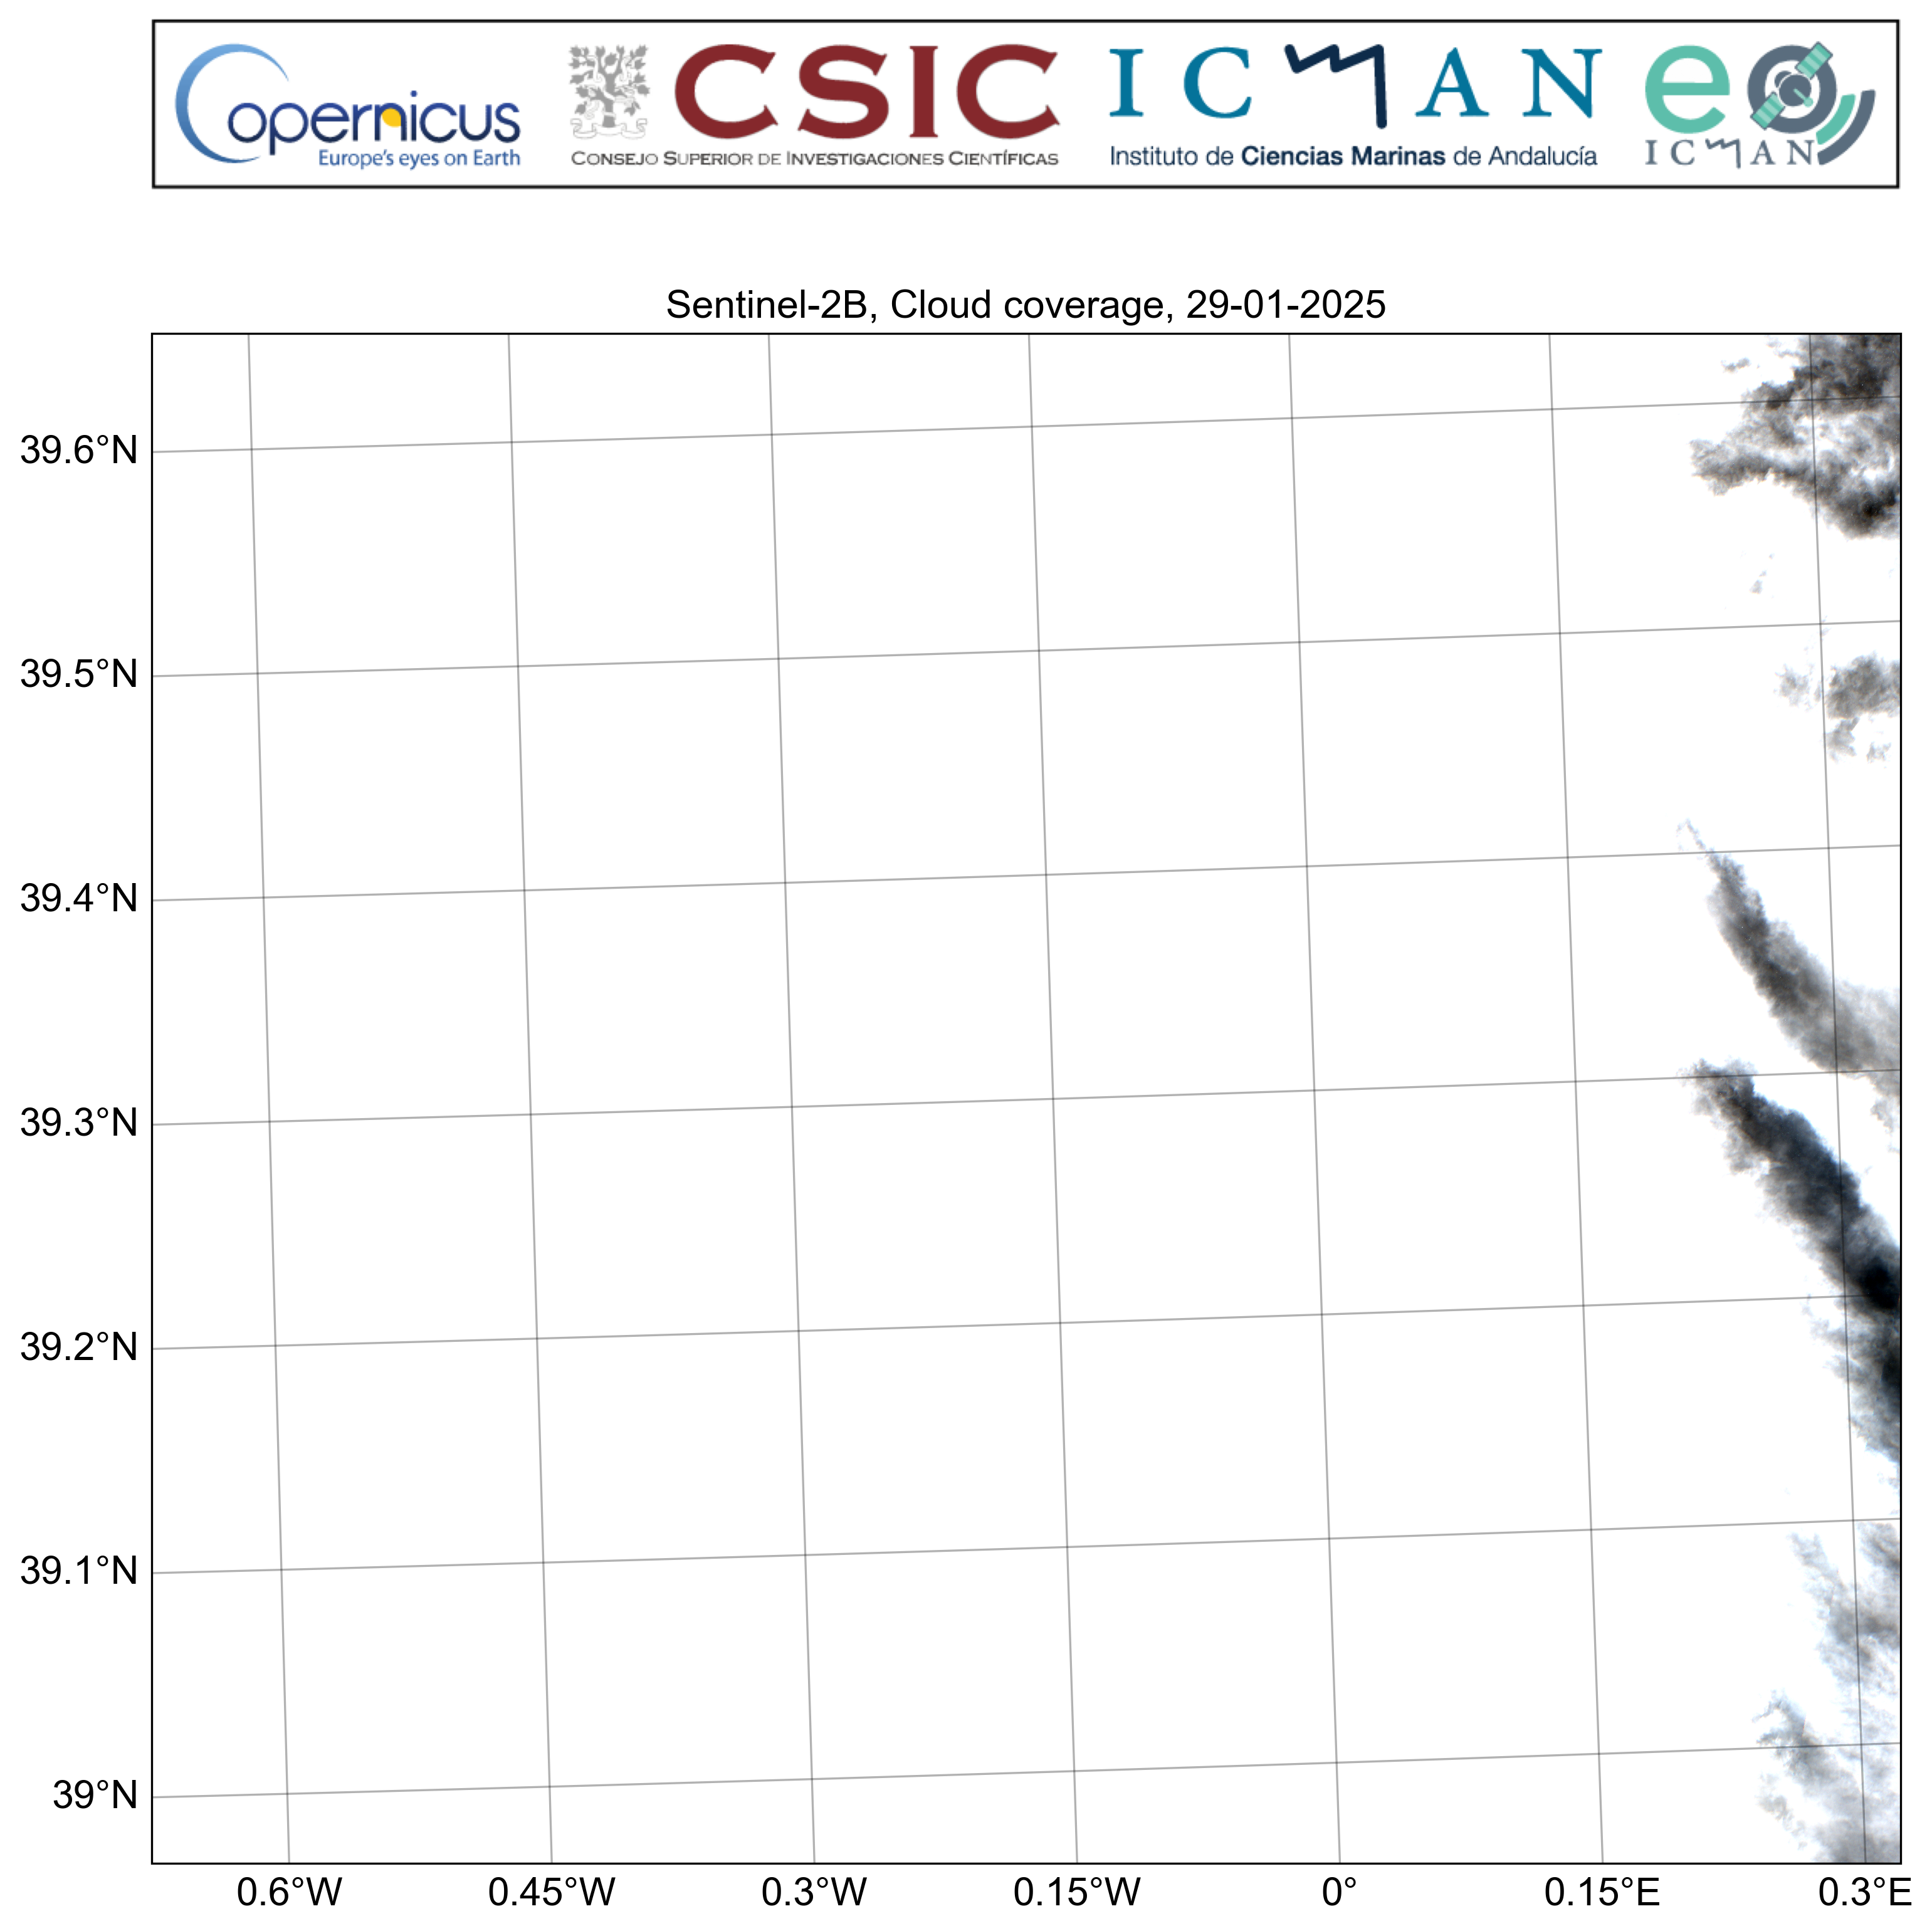 Copernicus
Europe's eyes on Earth
CSIC
CONSEJO SUPERIOR DE INVESTIGACIONES CIENTÍFICAS
ICMAN
Instituto de Ciencias Marinas de Andalucía
eo
ICMAN
Sentinel-2B, Cloud coverage, 29-01-2025
39.6°N
39.5°N
39.4°N
39.3°N
39.2°N
39.1°N
39°N
0.6°W 0.45°W 0.3°W 0.15°W 0° 0.15°E 0.3°E